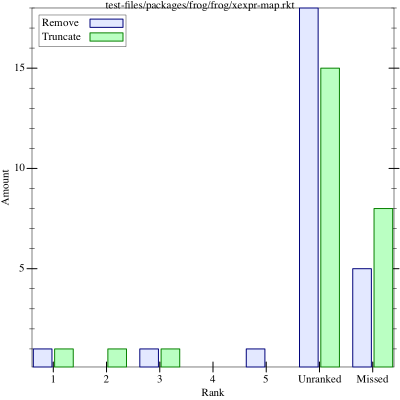 test-files/packages/frog/frog/xexpr-map.rkt
Remove
Truncate
15
10
5
Amount
1 2 3 4 5 Unranked Missed
Rank